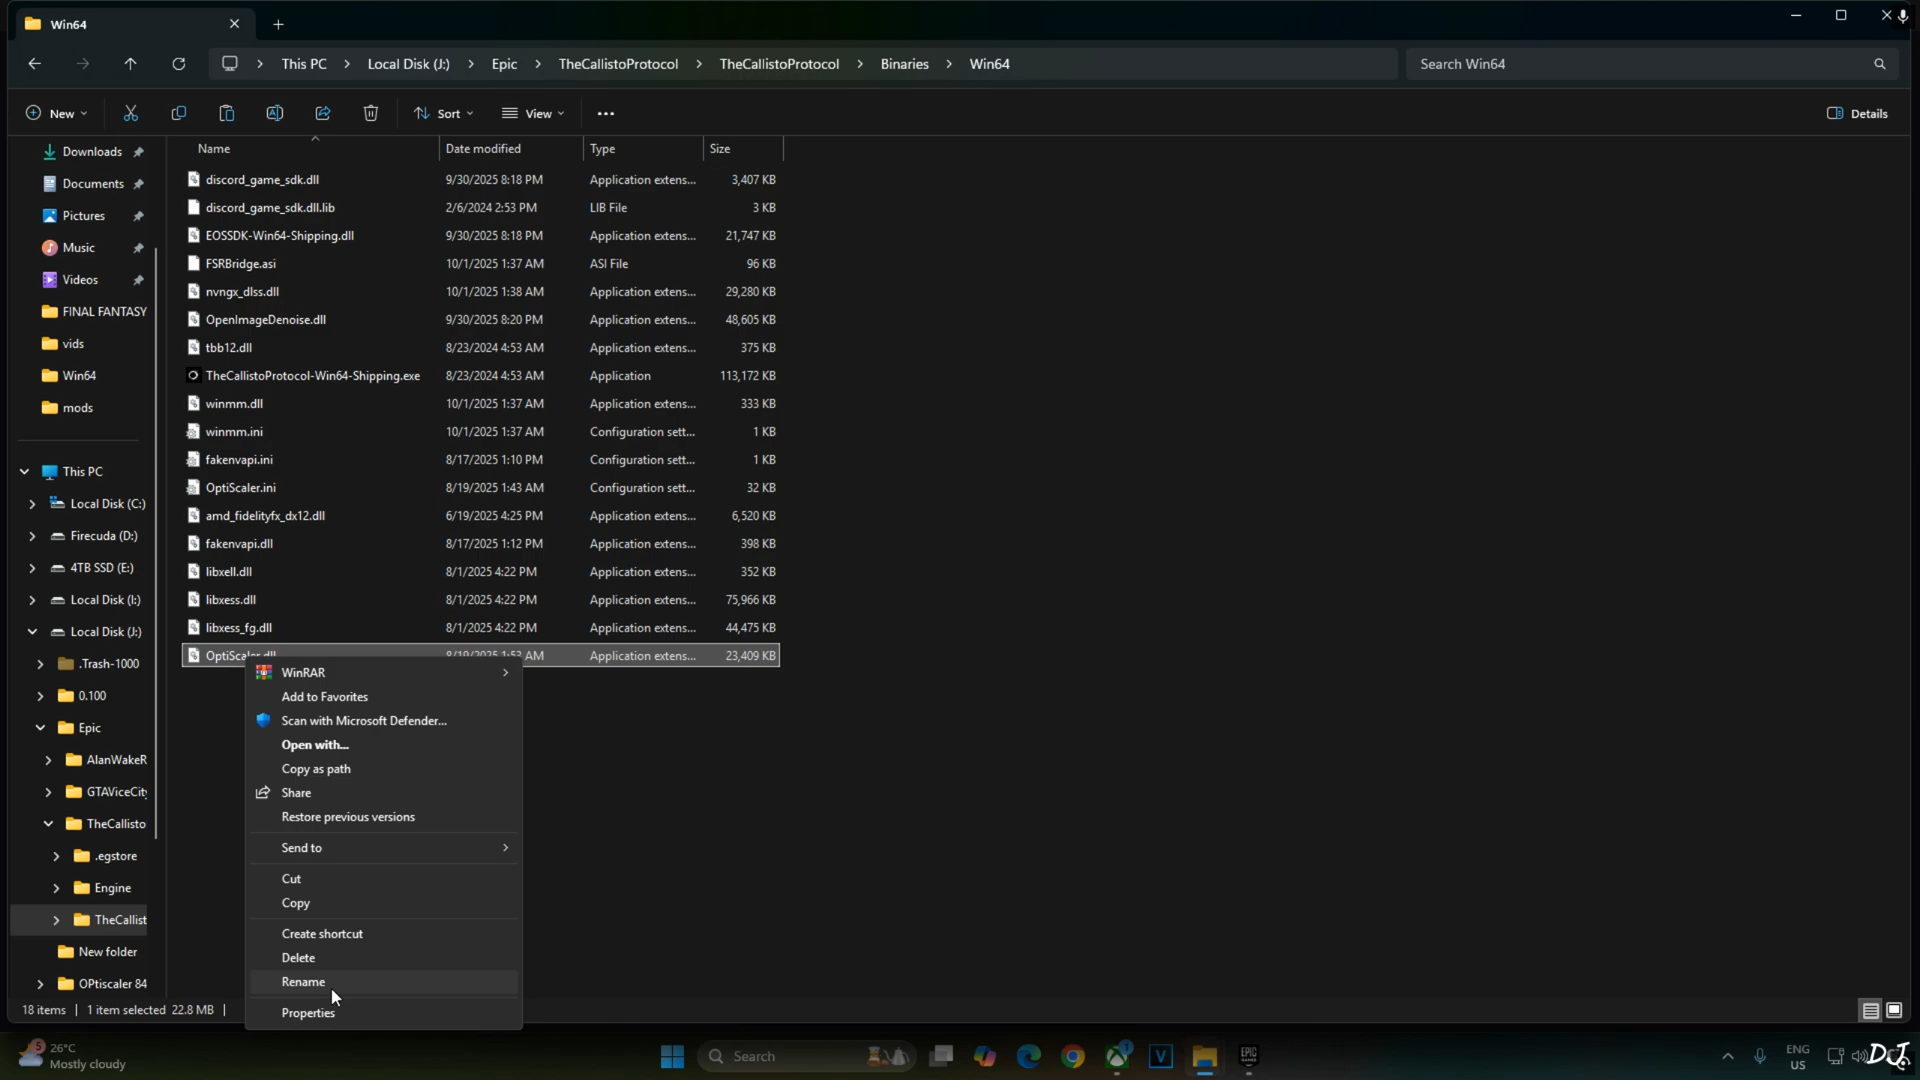 Win64
This PC
Local Disk (J:)
Epic
TheCallistoProtocol
TheCallistoProtocol
Binaries
Win64
Search Win64
New
Sort
View
Details
Name
Date modified
Type
Size
discord_game_sdk.dll 9/30/2025 8:18 PM Application extens... 3,407 KB
discord_game_sdk.dll.lib 2/6/2024 2:53 PM LIB File 3 KB
EOSSDK-Win64-Shipping.dll 9/30/2025 8:18 PM Application extens... 21,747 KB
FSRBridge.asi 10/1/2025 1:37 AM ASI File 96 KB
nvngx_dlss.dll 10/1/2025 1:38 AM Application extens... 29,280 KB
OpenImageDenoise.dll 9/30/2025 8:20 PM Application extens... 48,605 KB
tbb12.dll 8/23/2024 4:53 AM Application extens... 375 KB
TheCallistoProtocol-Win64-Shipping.exe 8/23/2024 4:53 AM Application 113,172 KB
winmm.dll 10/1/2025 1:37 AM Application extens... 333 KB
winmm.ini 10/1/2025 1:37 AM Configuration sett... 1 KB
fakenvapi.ini 8/17/2025 1:10 PM Configuration sett... 1 KB
OptiScaler.ini 8/19/2025 1:43 AM Configuration sett... 32 KB
amd_fidelityfx_dx12.dll 6/19/2025 4:25 PM Application extens... 6,520 KB
fakenvapi.dll 8/17/2025 1:12 PM Application extens... 398 KB
libxell.dll 8/1/2025 4:22 PM Application extens... 352 KB
libxess.dll 8/1/2025 4:22 PM Application extens... 75,966 KB
libxess_fg.dll 8/1/2025 4:22 PM Application extens... 44,475 KB
OptiScaler.dll 8/19/2025 1:52 AM Application extens... 23,409 KB
Downloads
Documents
Pictures
Music
Videos
FINAL FANTASY
vids
Win64
mods
This PC
Local Disk (C:)
Firecuda (D:)
4TB SSD (E:)
Local Disk (I:)
Local Disk (J:)
.Trash-1000
0.100
Epic
AlanWakeR
GTAViceCity
TheCallisto
.egstore
Engine
TheCallist
New folder
OPtiscaler 84
WinRAR
Add to Favorites
Scan with Microsoft Defender...
Open with...
Copy as path
Share
Restore previous versions
Send to
Cut
Copy
Create shortcut
Delete
Rename
Properties
18 items
1 item selected 22.8 MB
5
26°C
Mostly cloudy
Search
1
V
EPIC
ENG
US
DJ